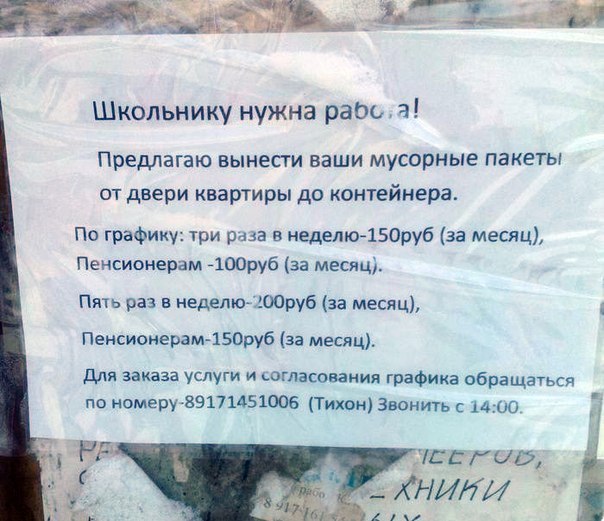 Школьнику нужна работа!
Предлагаю вынести ваши мусорные пакеты
от двери квартиры до контейнера.
По графику: три раза в неделю-150руб (за месяц),
Пенсионерам -100руб (за месяц).
Пять раз в неделю-200руб (за месяц),
Пенсионерам-150руб (за месяц).
Для заказа услуги и согласования графика обращаться
по номеру-89171451006 (Тихон) Звонить с 14:00.